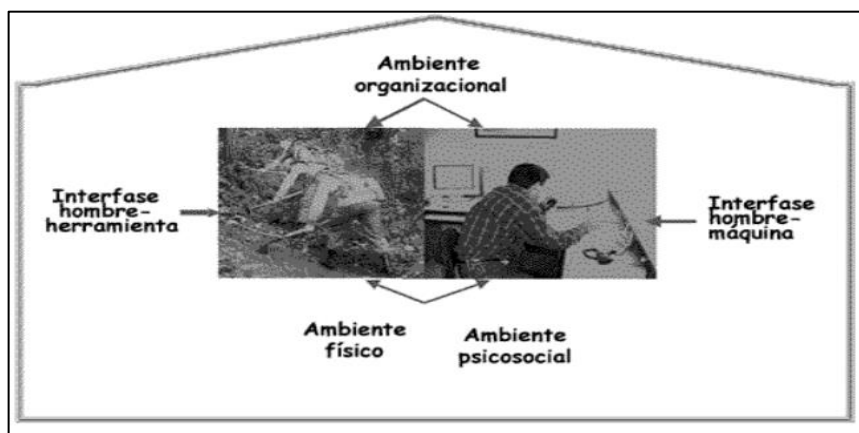 Ambiente
organizacional
Interfase
hombre-
herramienta
Interfase
hombre-
máquina
Ambiente
físico
Ambiente
psicosocial